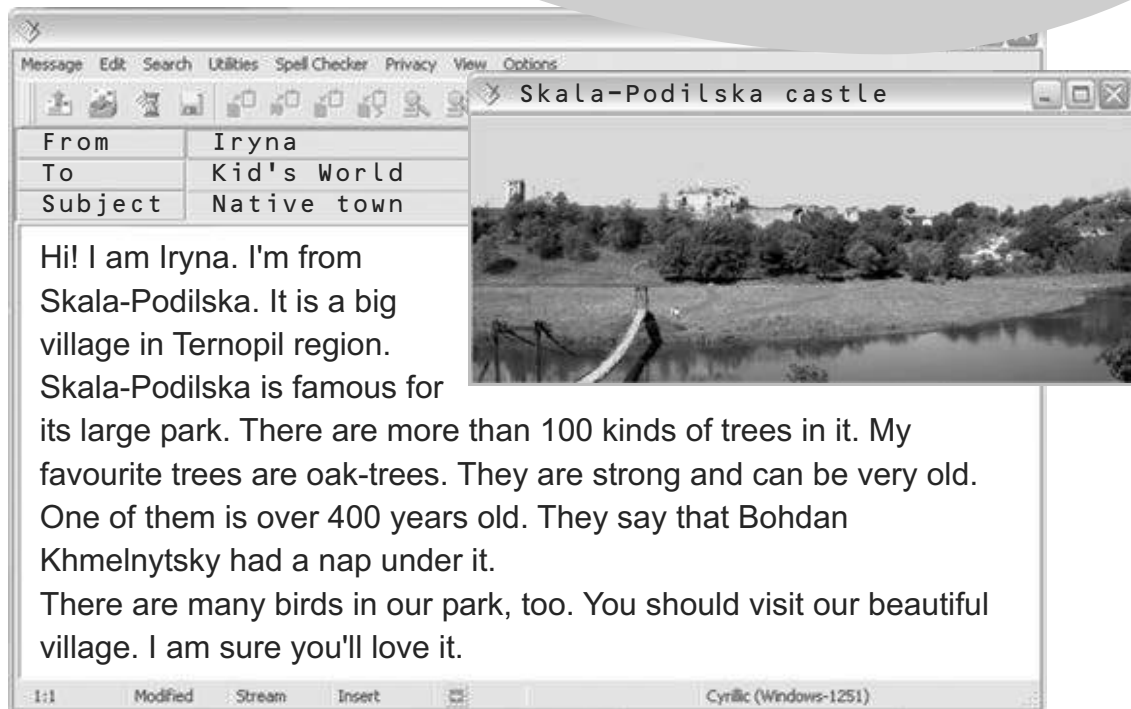 Message Edit Search Utilities Spell Checker Privacy View Options
Skala-Podilska castle
From Iryna
To Kid's World
Subject Native town
Hi! I am Iryna. I'm from
Skala-Podilska. It is a big
village in Ternopil region.
Skala-Podilska is famous for
its large park. There are more than 100 kinds of trees in it. My
favourite trees are oak-trees. They are strong and can be very old.
One of them is over 400 years old. They say that Bohdan
Khmelnytsky had a nap under it.
There are many birds in our park, too. You should visit our beautiful
village. I am sure you'll love it.
1:1 Modified Stream Insert Cyrillic (Windows-1251)